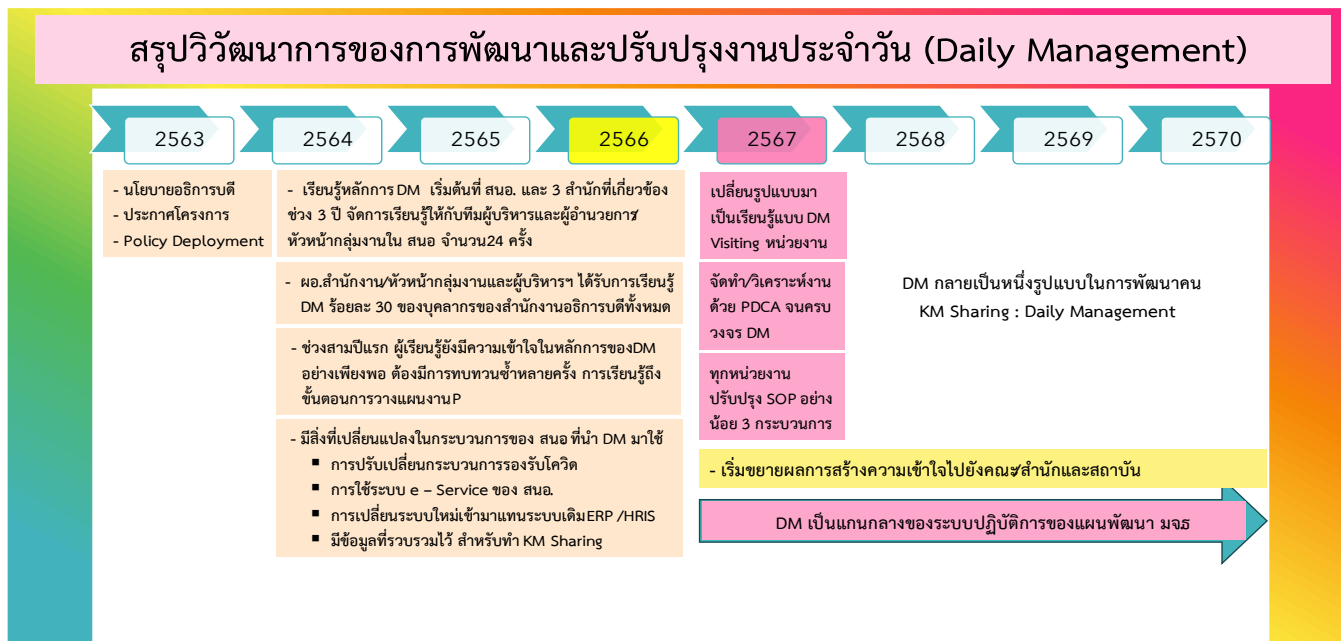 สรุปวิวัฒนาการของการพัฒนาและปรับปรุงงานประจำวัน (Daily Management)
2563
2564
2565
2566
2567
2568
2569
2570
- นโยบายอธิการบดี
- ประกาศโครงการ
- Policy Deployment
- เรียนรู้หลักการ DM เริ่มต้นที่ สนอ. และ 3 สำนักที่เกี่ยวข้อง
ช่วง 3 ปี จัดการเรียนรู้ให้กับทีมผู้บริหารและผู้อำนวยการ/
หัวหน้ากลุ่มงานใน สนอ จำนวน24 ครั้ง
- ผอ.สำนักงาน/หัวหน้ากลุ่มงานและผู้บริหารฯ ได้รับการเรียนรู้
DM ร้อยละ 30 ของบุคลากรของสำนักงานอธิการบดีทั้งหมด
- ช่วงสามปีแรก ผู้เรียนรู้ยังมีความเข้าใจในหลักการของDM
อย่างเพียงพอ ต้องมีการทบทวนซ้ำหลายครั้ง การเรียนรู้ถึง
ขั้นตอนการวางแผนงานP
- มีสิ่งที่เปลี่ยนแปลงในกระบวนการของ สนอ ที่นำ DM มาใช้
▪ การปรับเปลี่ยนกระบวนการรองรับโควิด
▪ การใช้ระบบ e – Service ของ สนอ.
▪ การเปลี่ยนระบบใหม่เข้ามาแทนระบบเดิมERP /HRIS
▪ มีข้อมูลที่รวบรวมไว้ สำหรับทำ KM Sharing
เปลี่ยนรูปแบบมา
เป็นเรียนรู้แบบ DM
Visiting หน่วยงาน
จัดทำ/วิเคราะห์งาน
ด้วย PDCA จนครบ
วงจร DM
ทุกหน่วยงาน
ปรับปรุง SOP อย่าง
น้อย 3 กระบวนการ
DM กลายเป็นหนึ่งรูปแบบในการพัฒนาคน
KM Sharing : Daily Management
- เริ่มขยายผลการสร้างความเข้าใจไปยังคณะ/สำนักและสถาบัน
DM เป็นแกนกลางของระบบปฏิบัติการของแผนพัฒนา มจธ